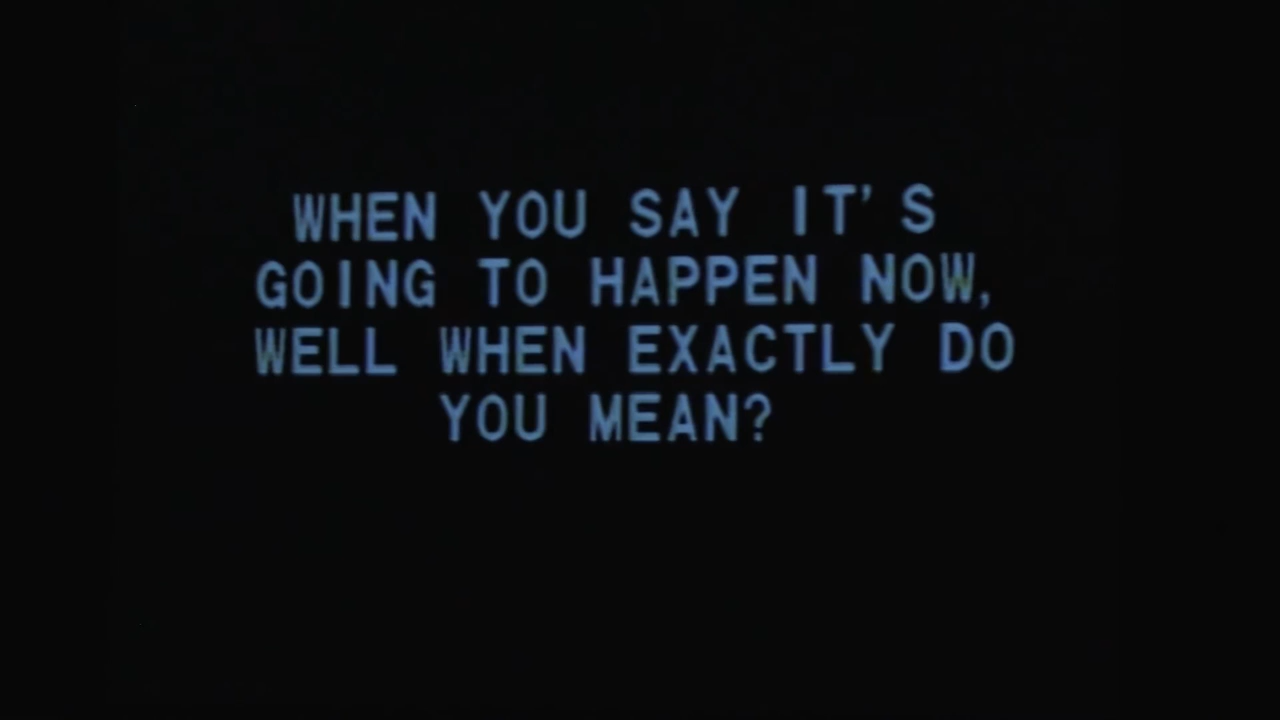 WHEN YOU SAY IT'S
GOING TO HAPPEN NOW,
WELL WHEN EXACTLY DO
YOU MEAN?